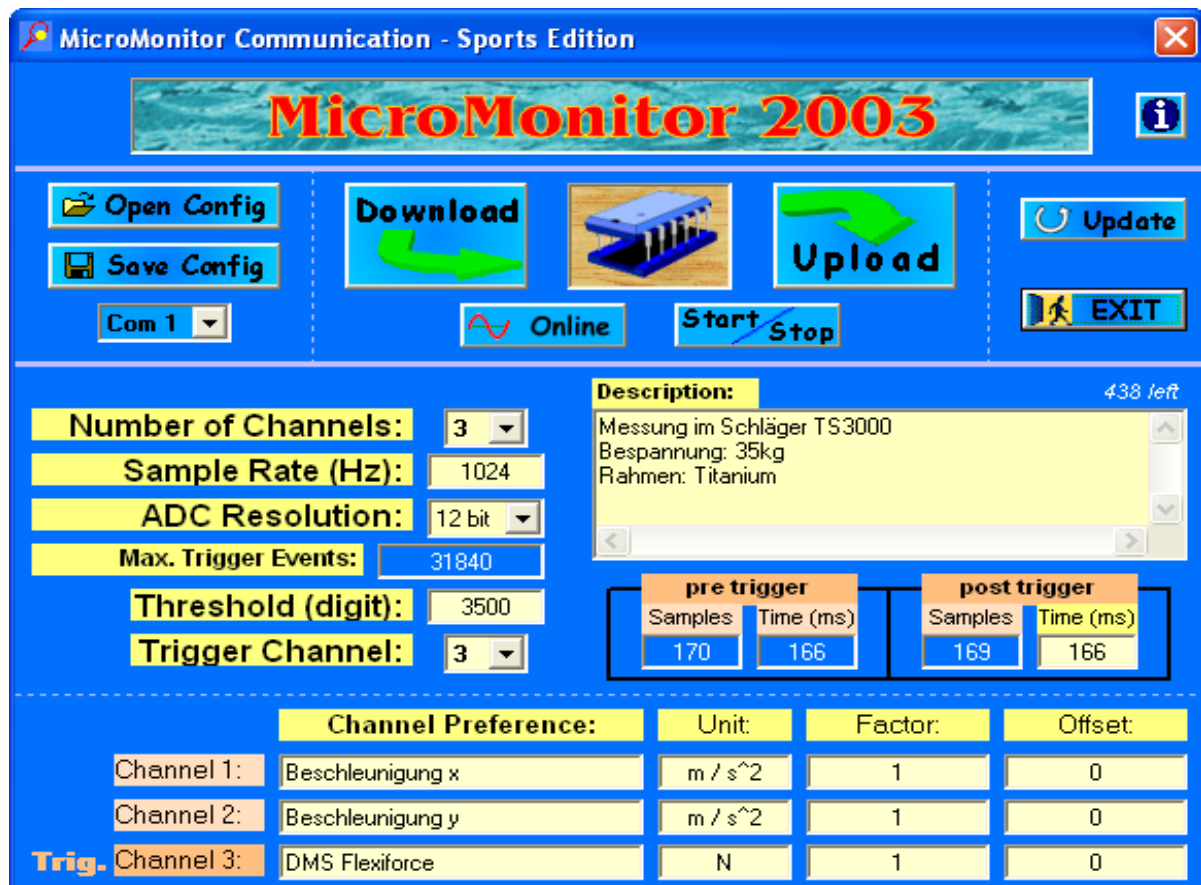 MicroMonitor Communication - Sports Edition
MicroMonitor 2003
i
Open Config
Save Config
Com 1
Download
Upload
Online
Start/Stop
Update
EXIT
Number of Channels: 3
Sample Rate (Hz): 1024
ADC Resolution: 12 bit
Max. Trigger Events: 31840
Threshold (digit): 3500
Trigger Channel: 3
Description: 438 left
Messung im Schläger TS3000
Bespannung: 35kg
Rahmen: Titanium
pre trigger post trigger
Samples Time (ms) Samples Time (ms)
170 166 169 166
Channel Preference: Unit: Factor: Offset:
Channel 1: Beschleunigung x m / s^2 1 0
Channel 2: Beschleunigung y m / s^2 1 0
Trig. Channel 3: DMS Flexiforce N 1 0